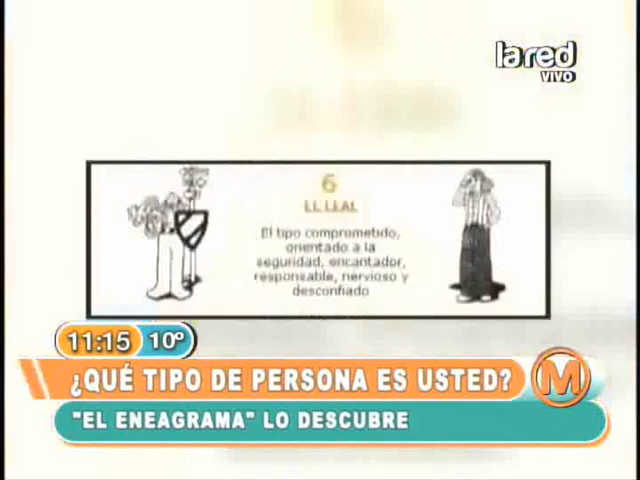 la red
VIVO
6
EL LEAL
El tipo comprometido,
orientado a la
seguridad, encantador,
responsable, nervioso y
desconfiado
11:15 10º
¿QUÉ TIPO DE PERSONA ES USTED?
M
"EL ENEAGRAMA" LO DESCUBRE